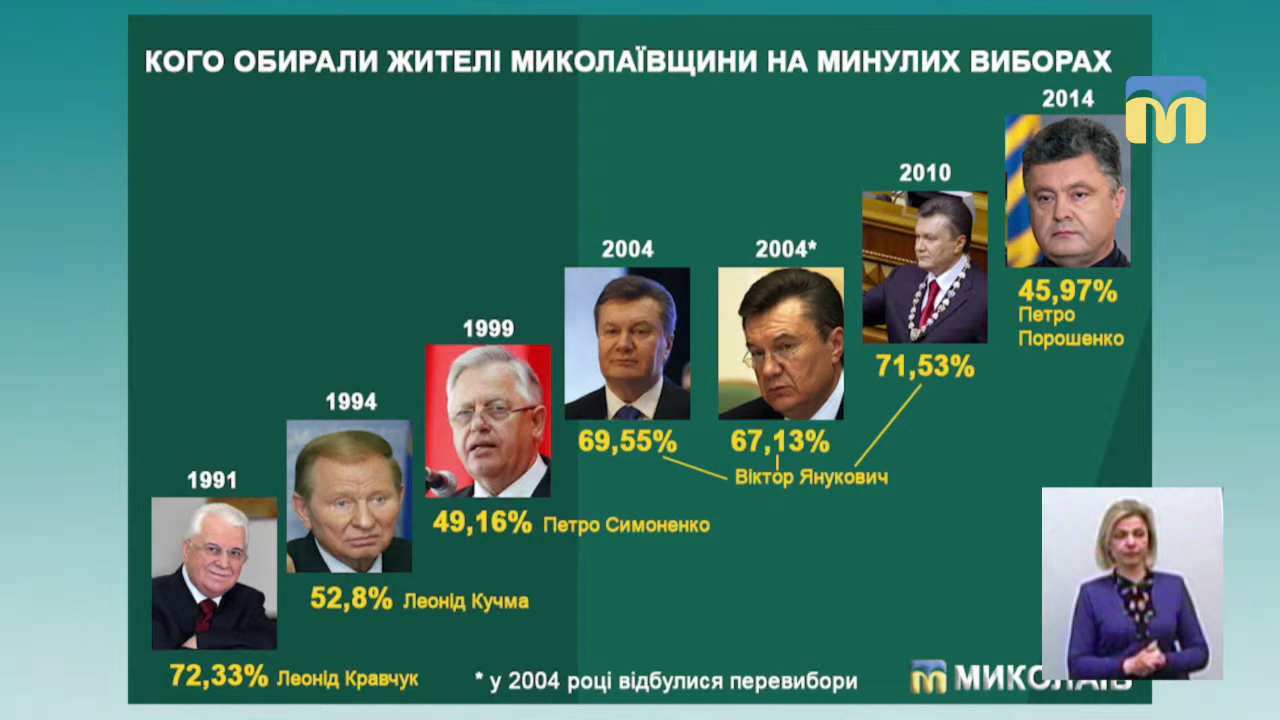 КОГО ОБИРАЛИ ЖИТЕЛІ МИКОЛАЇВЩИНИ НА МИНУЛИХ ВИБОРАХ
2014
45,97%
Петро
Порошенко
2010
71,53%
2004
69,55%
2004*
67,13%
Віктор Янукович
1999
49,16% Петро Симоненко
1994
52,8% Леонід Кучма
1991
72,33% Леонід Кравчук
* у 2004 році відбулися перевибори
МИКОЛАЇВ